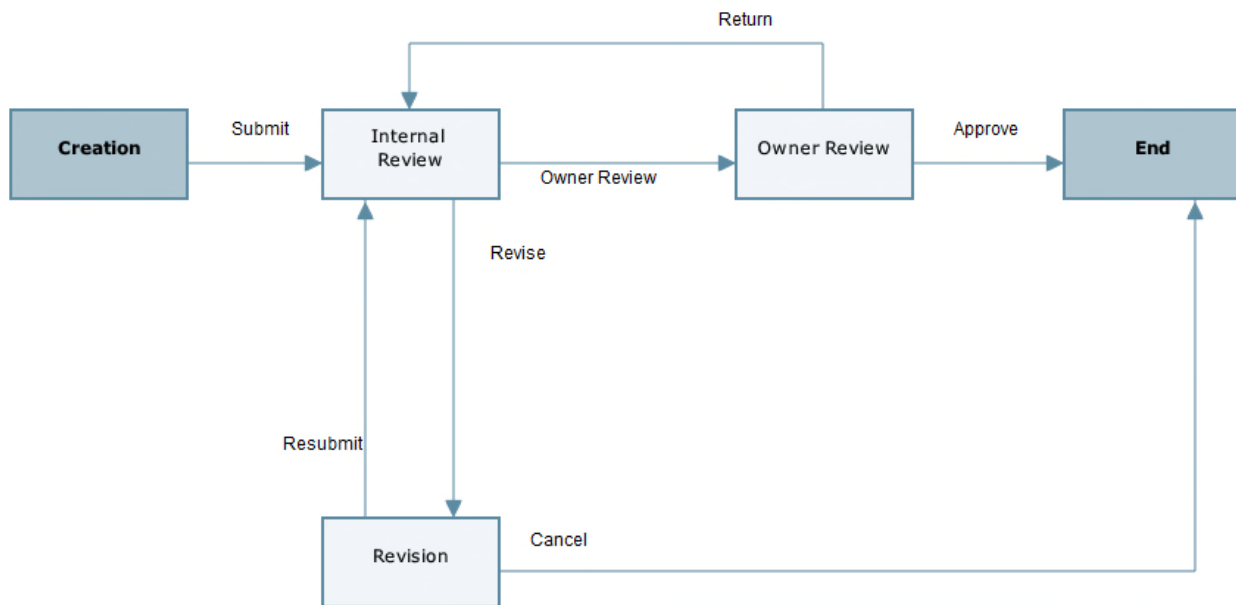 Return
Creation
Submit
Internal
Review
Owner Review
Owner Review
Approve
End
Revise
Resubmit
Revision
Cancel